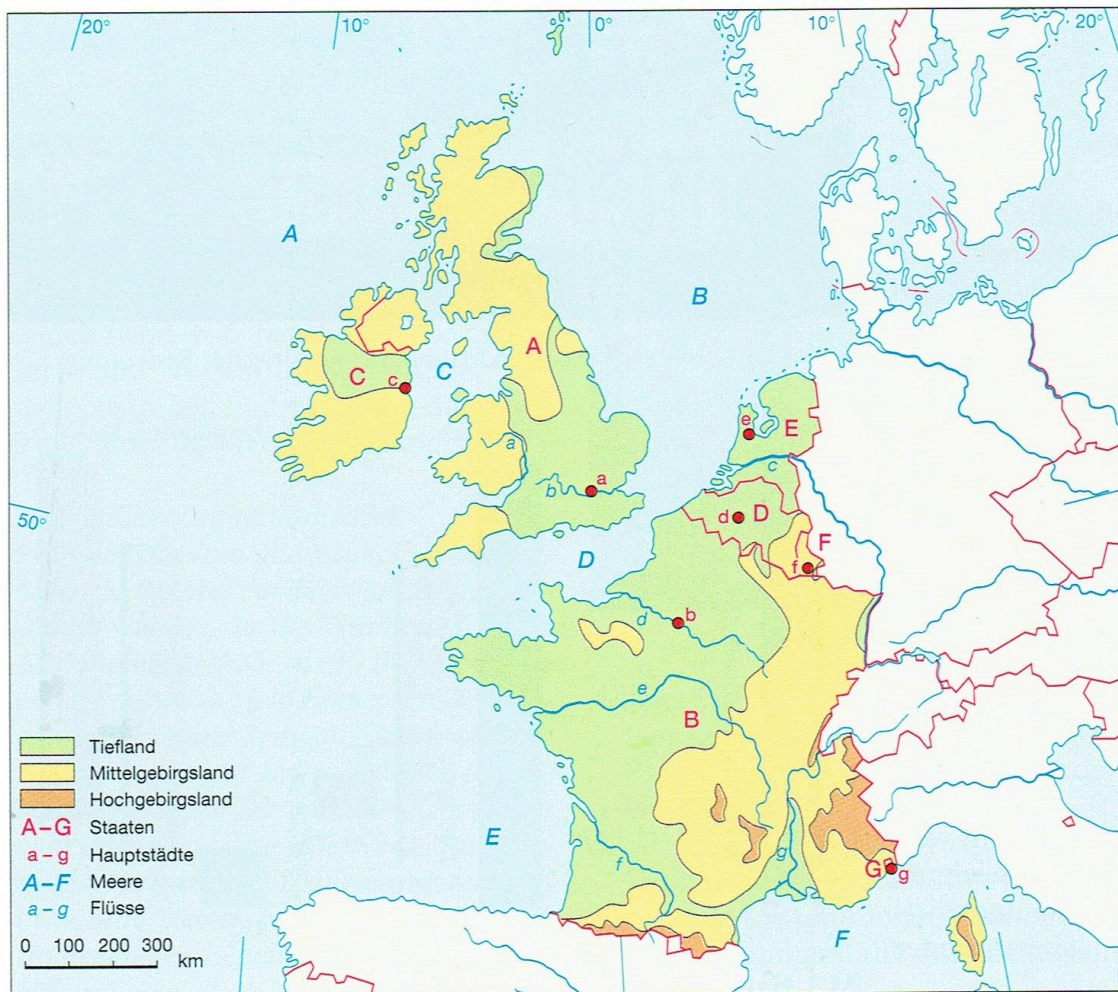 20° 10° 0° 10° 20°
A
B
A
C
C c
a
e E
c
b a
50°
d D
F
D
f
d b
e
B
E
f
g
G g
F
Tiefland
Mittelgebirgsland
Hochgebirgsland
A–G Staaten
a–g Hauptstädte
A–F Meere
a–g Flüsse
0 100 200 300
km